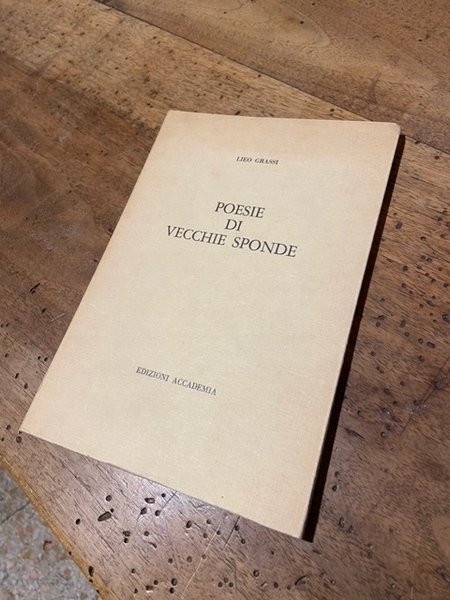 LIEO GRASSI
POESIE
DI
VECCHIE SPONDE
EDIZIONI ACCADEMIA